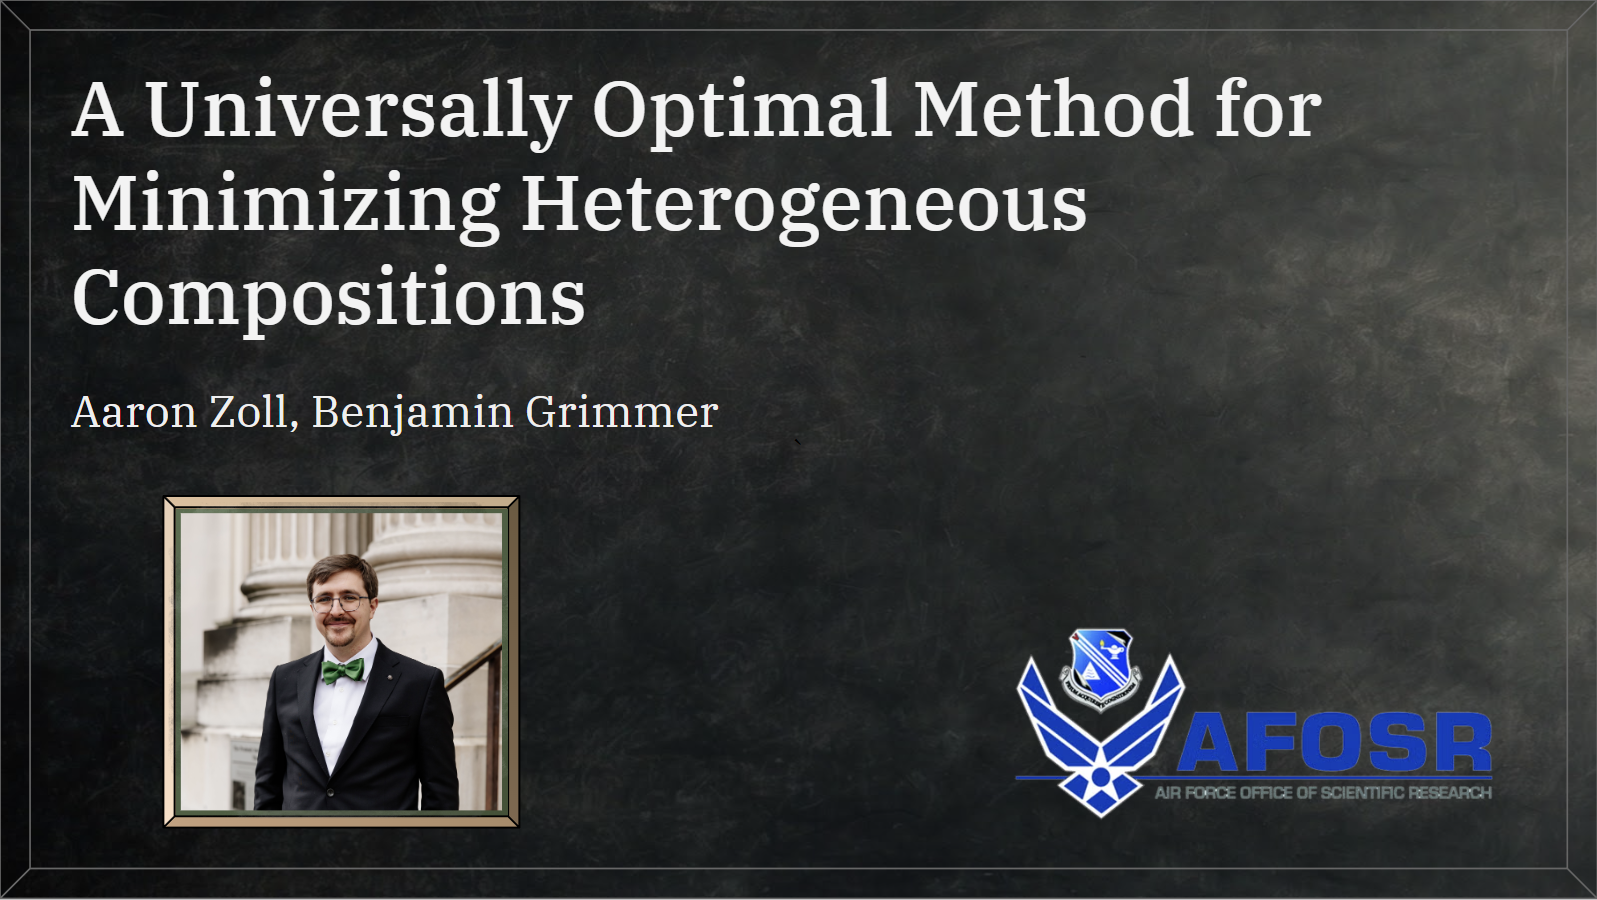 A Universally Optimal Method for
Minimizing Heterogeneous
Compositions
Aaron Zoll, Benjamin Grimmer
AFOSR
AIR FORCE OFFICE OF SCIENTIFIC RESEARCH